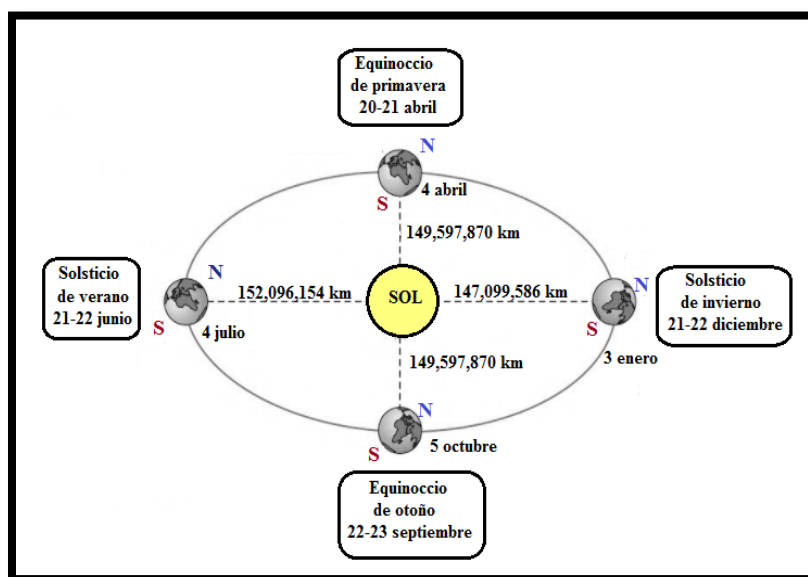 Equinoccio
de primavera
20-21 abril
N
S
4 abril
149,597,870 km
Solsticio
de verano
21-22 junio
N
S
4 julio
152,096,154 km
SOL
147,099,586 km
N
S
3 enero
Solsticio
de invierno
21-22 diciembre
149,597,870 km
N
S
5 octubre
Equinoccio
de otoño
22-23 septiembre